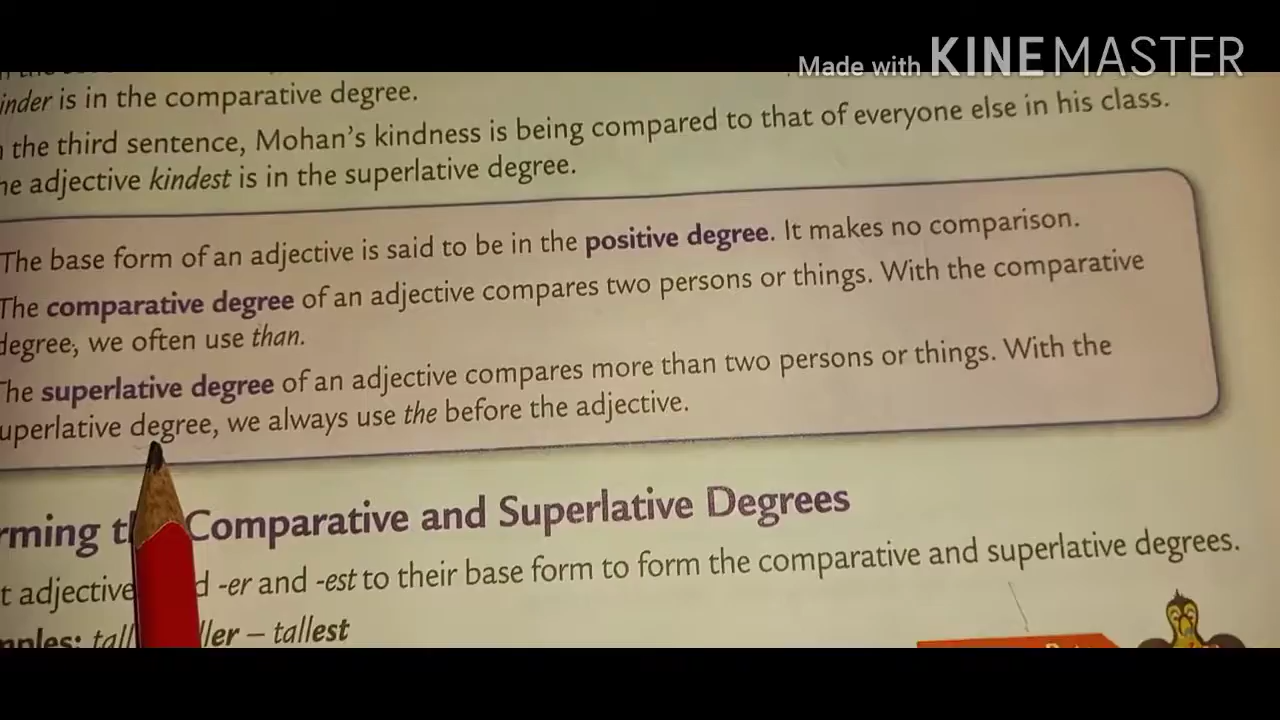 Made with KINEMASTER
inder is in the comparative degree.
the third sentence, Mohan's kindness is being compared to that of everyone else in his class.
he adjective kindest is in the superlative degree.
The base form of an adjective is said to be in the positive degree. It makes no comparison.
The comparative degree of an adjective compares two persons or things. With the comparative
degree, we often use than.
The superlative degree of an adjective compares more than two persons or things. With the
uperlative degree, we always use the before the adjective.
rming th Comparative and Superlative Degrees
t adjective d -er and -est to their base form to form the comparative and superlative degrees.
mples: tall ller – tallest